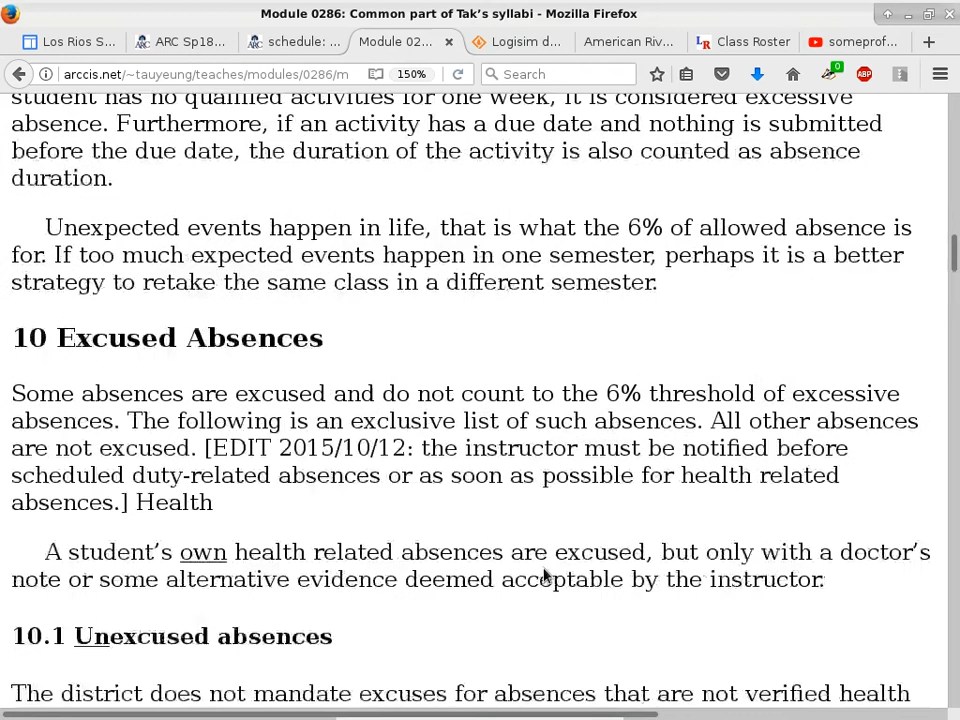 Module 0286: Common part of Tak's syllabi - Mozilla Firefox
Los Rios S... ARC Sp18... schedule: ... Module 02... Logisim d... American Riv... Class Roster someprof...
arccis.net/~tauyeung/teaches/modules/0286/m 150% Search 0 ABP
student has no qualified activities for one week, it is considered excessive
absence. Furthermore, if an activity has a due date and nothing is submitted
before the due date, the duration of the activity is also counted as absence
duration.
Unexpected events happen in life, that is what the 6% of allowed absence is
for. If too much expected events happen in one semester, perhaps it is a better
strategy to retake the same class in a different semester.
10 Excused Absences
Some absences are excused and do not count to the 6% threshold of excessive
absences. The following is an exclusive list of such absences. All other absences
are not excused. [EDIT 2015/10/12: the instructor must be notified before
scheduled duty-related absences or as soon as possible for health related
absences.] Health
A student's own health related absences are excused, but only with a doctor's
note or some alternative evidence deemed acceptable by the instructor.
10.1 Unexcused absences
The district does not mandate excuses for absences that are not verified health